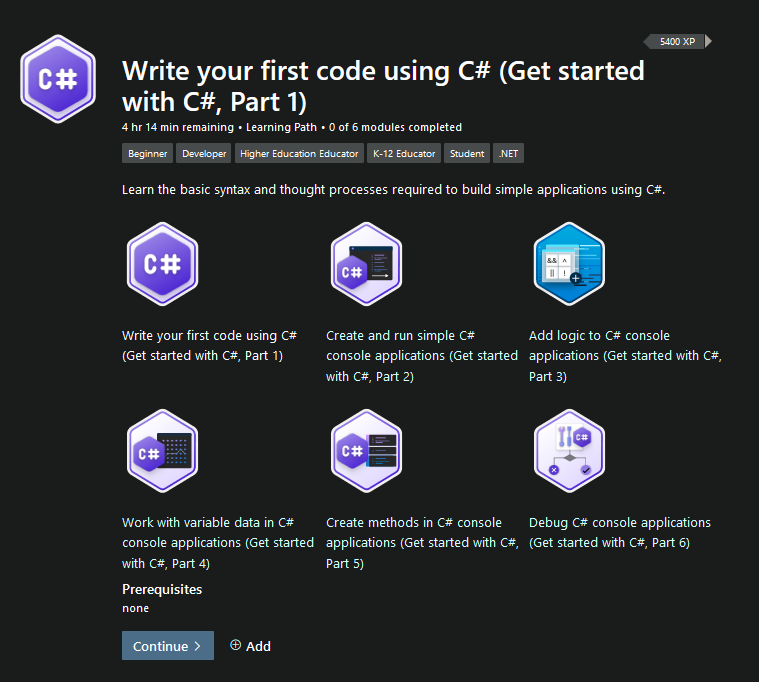 5400 XP
C#
Write your first code using C# (Get started
with C#, Part 1)
4 hr 14 min remaining • Learning Path • 0 of 6 modules completed
Beginner
Developer
Higher Education Educator
K-12 Educator
Student
.NET
Learn the basic syntax and thought processes required to build simple applications using C#.
C#
Write your first code using C#
(Get started with C#, Part 1)
C#
Create and run simple C#
console applications (Get started
with C#, Part 2)
&& ^
|| !
Add logic to C# console
applications (Get started with C#,
Part 3)
C#
Work with variable data in C#
console applications (Get started
with C#, Part 4)
C#
Create methods in C# console
applications (Get started with C#,
Part 5)
C#
Debug C# console applications
(Get started with C#, Part 6)
Prerequisites
none
Continue
Add